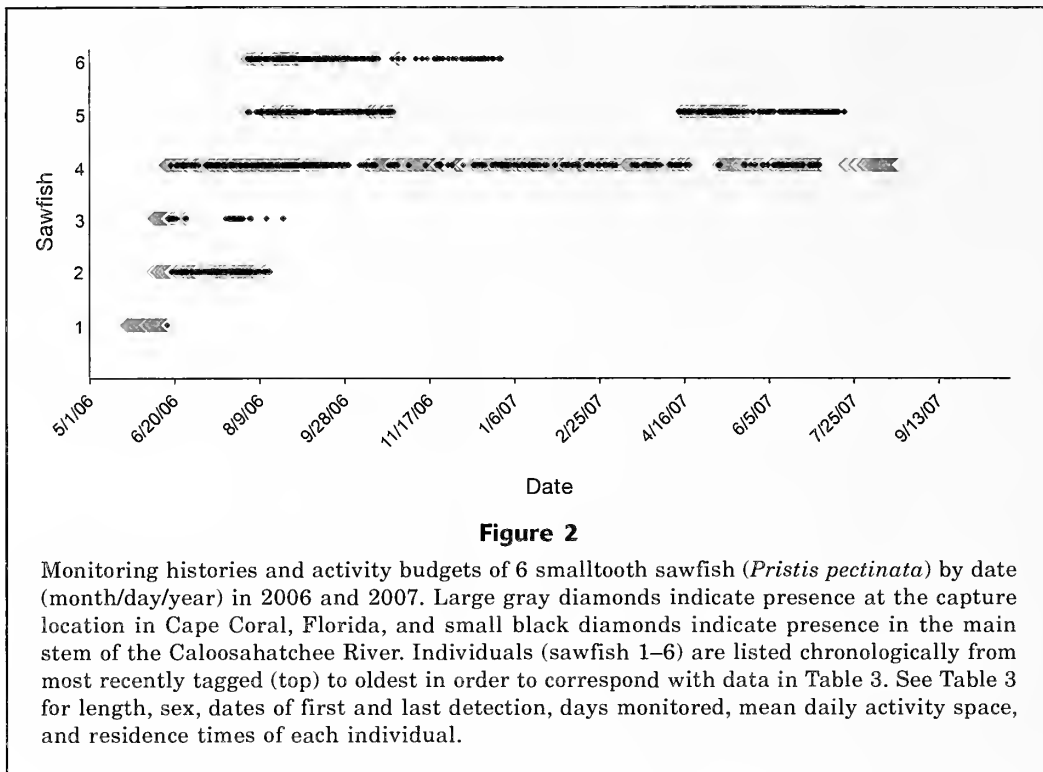 6
5
4
3
2
1
Sawfish
5/1/06
6/20/06
8/9/06
9/28/06
11/17/06
1/6/07
2/25/07
4/16/07
6/5/07
7/25/07
9/13/07
Date
Figure 2
Monitoring histories and activity budgets of 6 smalltooth sawfish (Pristis pectinata) by date
(month/day/year) in 2006 and 2007. Large gray diamonds indicate presence at the capture
location in Cape Coral, Florida, and small black diamonds indicate presence in the main
stem of the Caloosahatchee River. Individuals (sawfish 1–6) are listed chronologically from
most recently tagged (top) to oldest in order to correspond with data in Table 3. See Table 3
for length, sex, dates of first and last detection, days monitored, mean daily activity space,
and residence times of each individual.